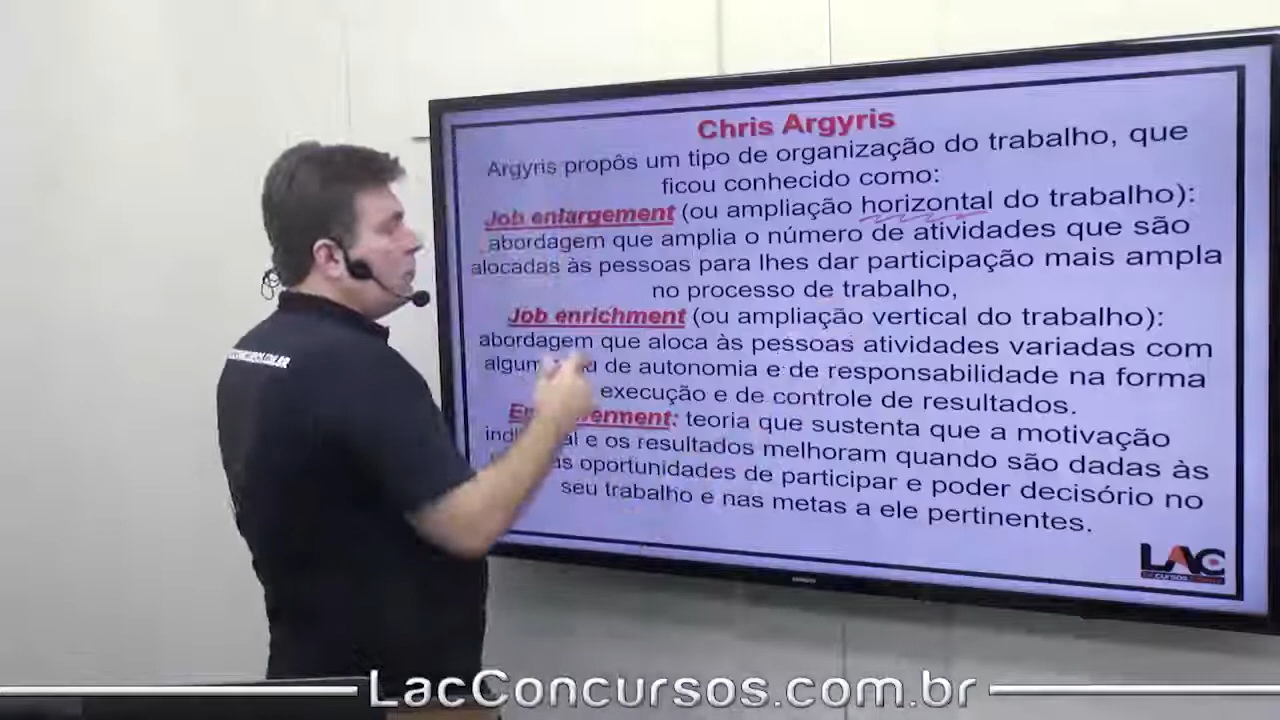 Chris Argyris
Argyris propôs um tipo de organização do trabalho, que
ficou conhecido como:
Job enlargement (ou ampliação horizontal do trabalho):
abordagem que amplia o número de atividades que são
alocadas às pessoas para lhes dar participação mais ampla
no processo de trabalho,
Job enrichment (ou ampliação vertical do trabalho):
abordagem que aloca às pessoas atividades variadas com
algum de autonomia e de responsabilidade na forma
execução e de controle de resultados.
teoria que sustenta que a motivação
e os resultados melhoram quando são dadas às
oportunidades de participar e poder decisório no
seu trabalho e nas metas a ele pertinentes.
LAC
LacConcursos.com.br